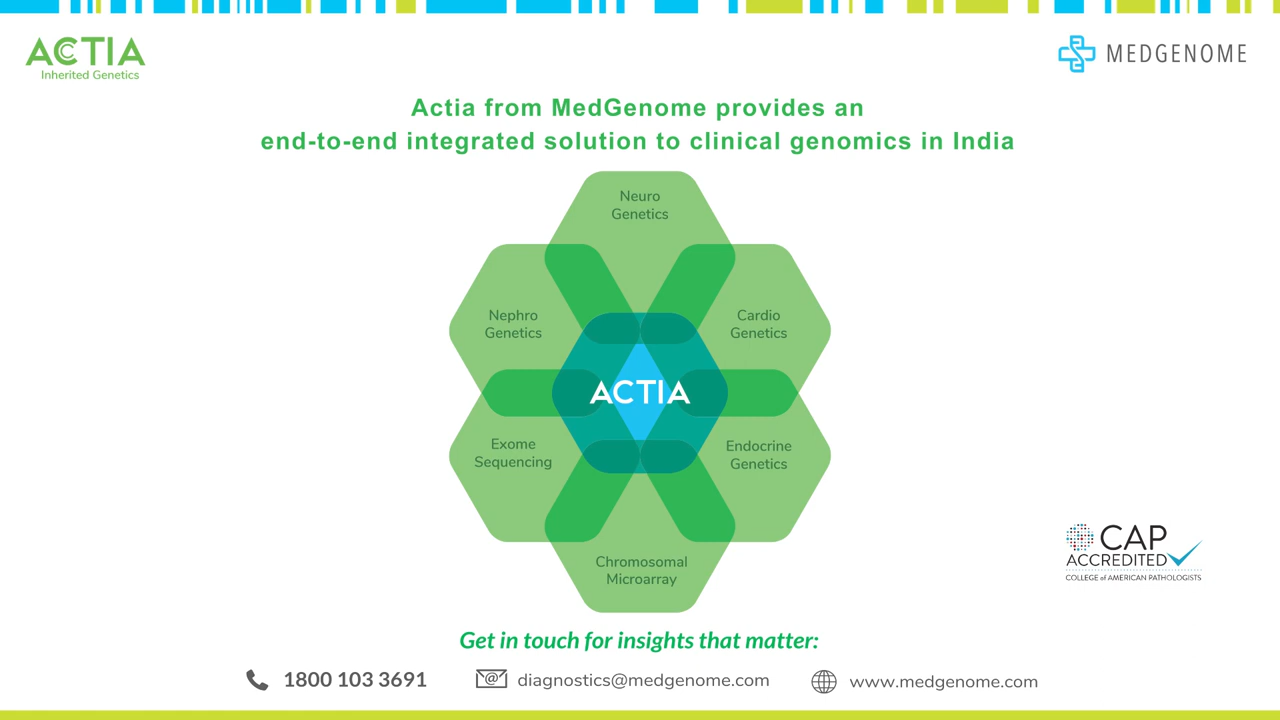 ACTIA
Inherited Genetics
MEDGENOME
Actia from MedGenome provides an
end-to-end integrated solution to clinical genomics in India
Neuro
Genetics
Nephro
Genetics
Cardio
Genetics
ACTIA
Exome
Sequencing
Endocrine
Genetics
Chromosomal
Microarray
CAP
ACCREDITED
COLLEGE of AMERICAN PATHOLOGISTS
Get in touch for insights that matter:
1800 103 3691
diagnostics@medgenome.com
www.medgenome.com